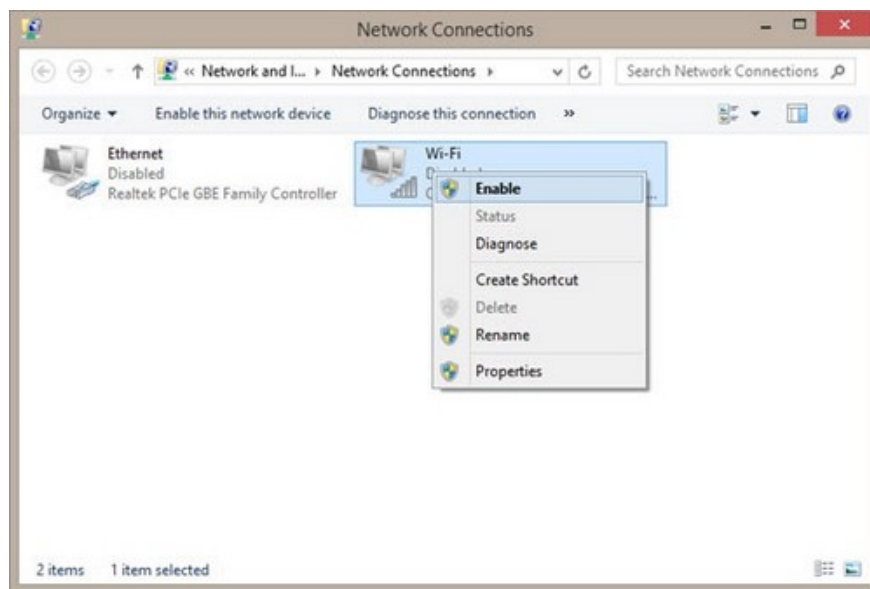 Network Connections
« Network and I... Network Connections
Search Network Connections
Organize
Enable this network device
Diagnose this connection
»
Ethernet
Disabled
Realtek PCIe GBE Family Controller
Wi-Fi
Enable
Status
Diagnose
Create Shortcut
Delete
Rename
Properties
2 items 1 item selected